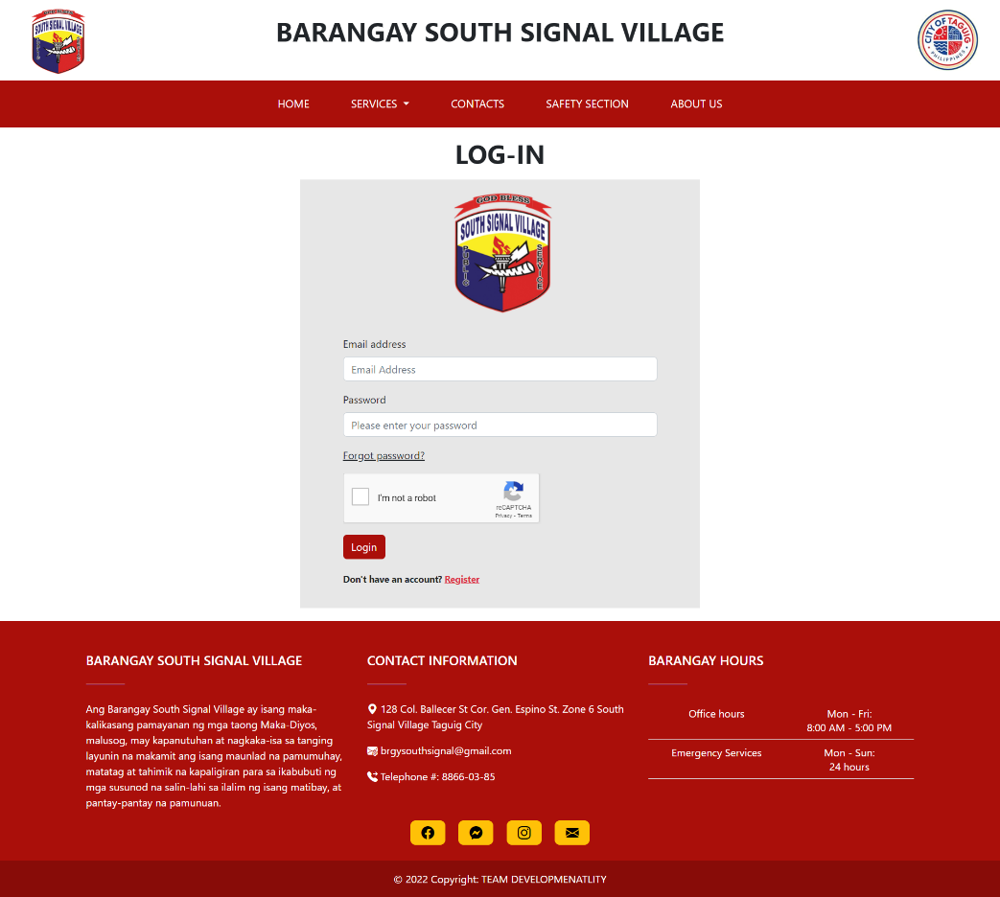 GOD BLESS
SOUTH SIGNAL VILLAGE
BARANGAY SOUTH SIGNAL VILLAGE
CITY OF TAGUIG
PHILIPPINES
HOME
SERVICES
CONTACTS
SAFETY SECTION
ABOUT US
LOG-IN
GOD BLESS
SOUTH SIGNAL VILLAGE
PUBLIC
SERVICE
Email address
Email Address
Password
Please enter your password
Forgot password?
I'm not a robot
reCAPTCHA
Privacy - Terms
Login
Don't have an account? Register
BARANGAY SOUTH SIGNAL VILLAGE
Ang Barangay South Signal Village ay isang maka-
kalikasang pamayanan ng mga taong Maka-Diyos,
malusog, may kapanutuhan at nagkaka-isa sa tanging
layunin na makamit ang isang maunlad na pamumuhay,
matatag at tahimik na kapaligiran para sa ikabubuti ng
mga susunod na salin-lahi sa ilalim ng isang matibay, at
pantay-pantay na pamunuan.
CONTACT INFORMATION
128 Col. Ballecer St Cor. Gen. Espino St. Zone 6 South
Signal Village Taguig City
brgysouthsignal@gmail.com
Telephone #: 8866-03-85
BARANGAY HOURS
Office hours
Mon - Fri:
8:00 AM - 5:00 PM
Emergency Services
Mon - Sun:
24 hours
© 2022 Copyright: TEAM DEVELOPMENATLITY